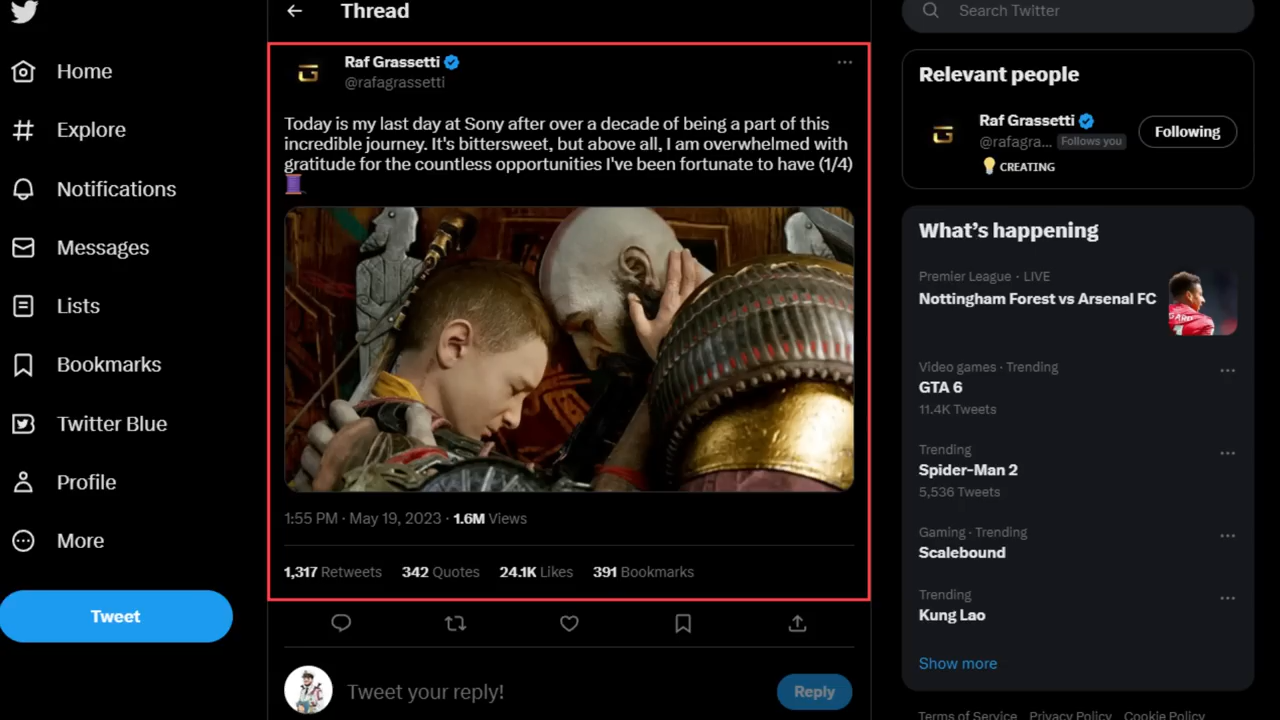 Thread
Search Twitter
Home
Explore
Notifications
Messages
Lists
Bookmarks
Twitter Blue
Profile
More
Tweet
Raf Grassetti
@rafagrassetti
Today is my last day at Sony after over a decade of being a part of this
incredible journey. It's bittersweet, but above all, I am overwhelmed with
gratitude for the countless opportunities I've been fortunate to have (1/4)
1:55 PM · May 19, 2023 · 1.6M Views
1,317 Retweets 342 Quotes 24.1K Likes 391 Bookmarks
Tweet your reply!
Reply
Relevant people
Raf Grassetti
@rafagra... Follows you
Following
CREATING
What's happening
Premier League · LIVE
Nottingham Forest vs Arsenal FC
Video games · Trending
GTA 6
11.4K Tweets
Trending
Spider-Man 2
5,536 Tweets
Gaming · Trending
Scalebound
Trending
Kung Lao
Show more
Terms of Service Privacy Policy Cookie Policy